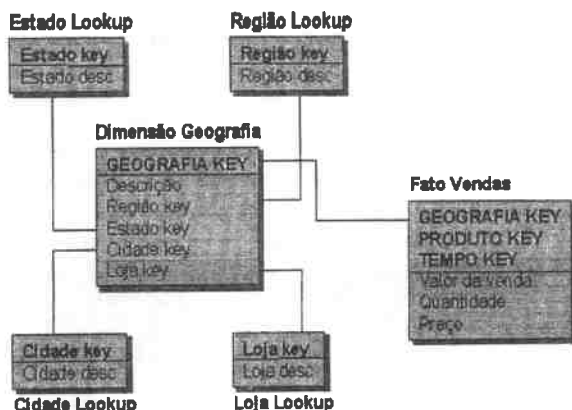 Estado Lookup
Estado key
Estado desc
Região Lookup
Região key
Região desc
Dimensão Geografia
GEOGRAFIA KEY
Descrição
Região key
Estado key
Cidade key
Loja key
Fato Vendas
GEOGRAFIA KEY
PRODUTO KEY
TEMPO KEY
Valor da venda
Quantidade
Preço
Cidade key
Cidade desc
Cidade Lookup
Loja key
Loja desc
Loja Lookup